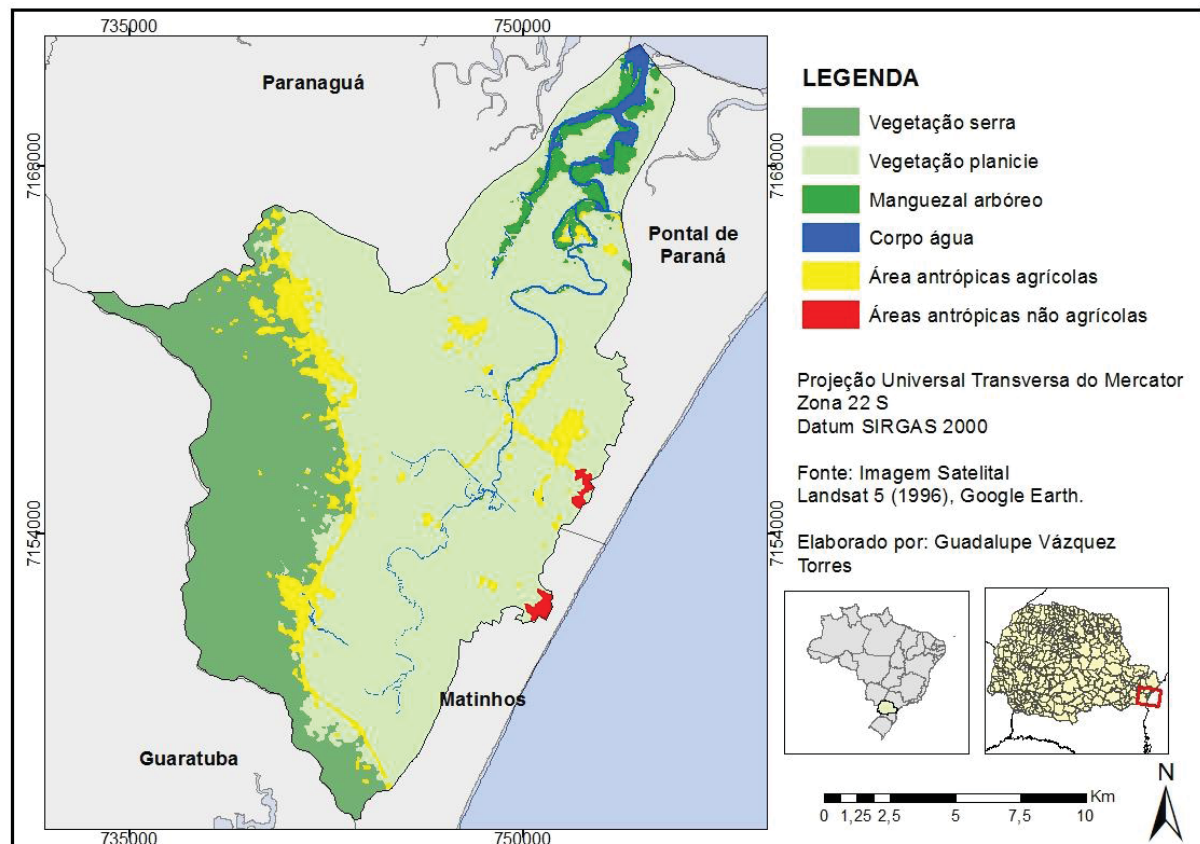 735000
750000
Paranaguá
7168000
7168000
Pontal de
Paraná
7154000
7154000
Matinhos
Guaratuba
735000
750000
LEGENDA
Vegetação serra
Vegetação planicie
Manguezal arbóreo
Corpo água
Área antrópicas agrícolas
Áreas antrópicas não agrícolas
Projeção Universal Transversa do Mercator
Zona 22 S
Datum SIRGAS 2000
Fonte: Imagem Satelital
Landsat 5 (1996), Google Earth.
Elaborado por: Guadalupe Vázquez
Torres
N
Km
0 1,25 2,5 5 7,5 10